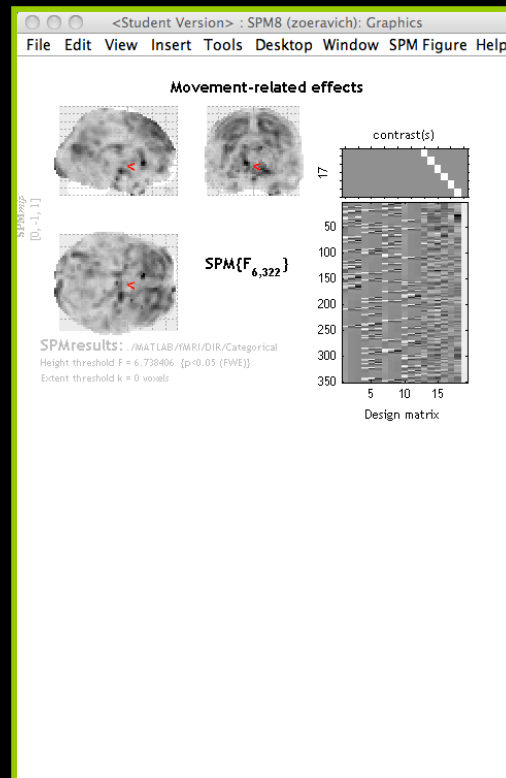 <Student Version> : SPM8 (zoeravich): Graphics
File Edit View Insert Tools Desktop Window SPM Figure Help
Movement-related effects
contrast(s)
17
SPMmip
[0, -1, 1]
<
<
<
SPM{F6,322}
50
100
150
200
250
300
350
5 10 15
Design matrix
SPMresults: ./MATLAB/fMRI/DIR/Categorical
Height threshold F = 6.738406 {p<0.05 (FWE)}
Extent threshold k = 0 voxels